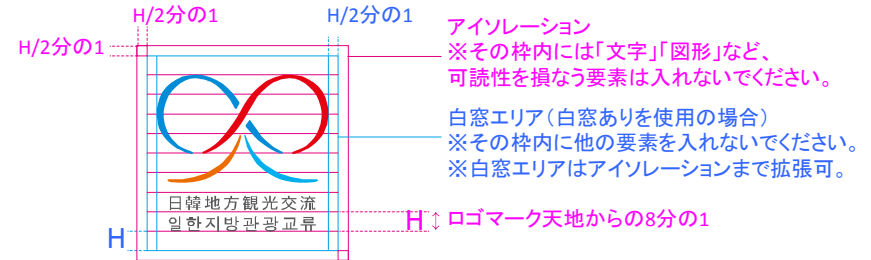 H/2分の1
H/2分の1
H/2分の1
アイソレーション
※その枠内には「文字」「図形」など、
可読性を損なう要素は入れないでください。
白窓エリア（白窓ありを使用の場合）
※その枠内に他の要素を入れないでください。
※白窓エリアはアイソレーションまで拡張可。
日韓地方観光交流
일한지방관광교류
H
H
ロゴマーク天地からの8分の1